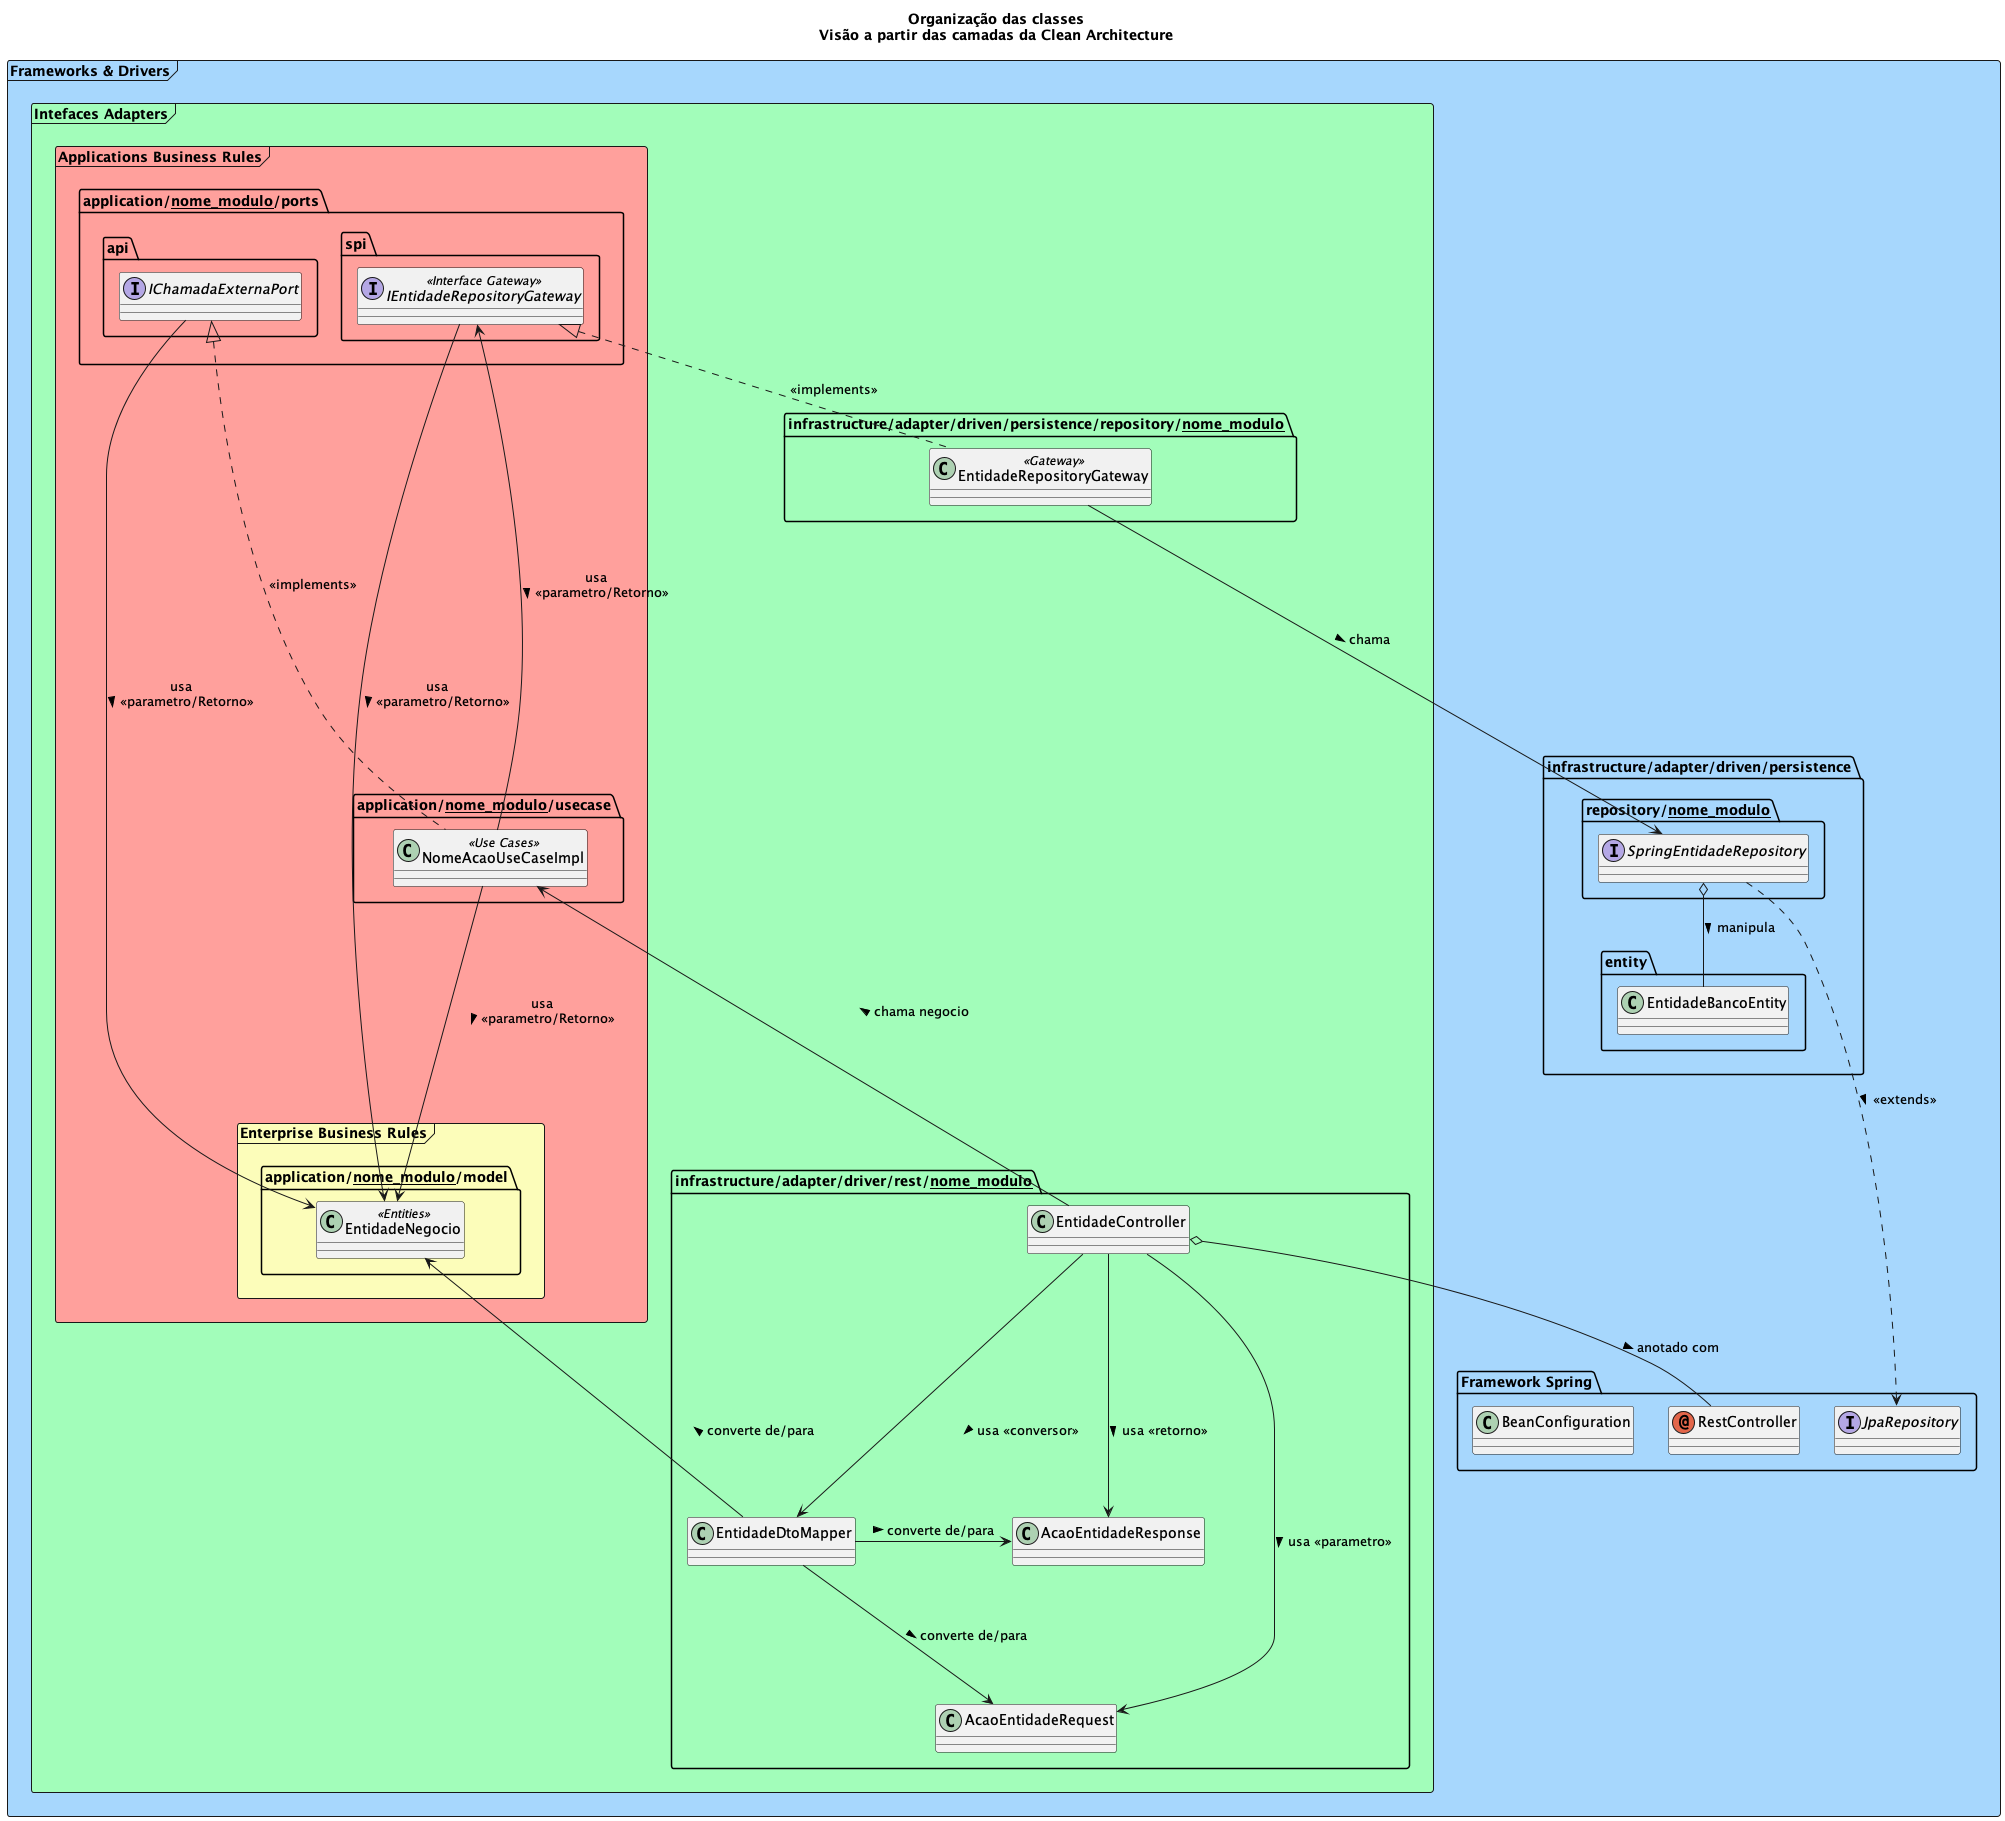 Organização das classes
Visão a partir das camadas da Clean Architecture
Frameworks & Drivers
Intefaces Adapters
Applications Business Rules
application/nome_modulo/ports
api
spi
I IChamadaExternaPort
I «Interface Gateway»
IEntidadeRepositoryGateway
«implements»
infrastructure/adapter/driven/persistence/repository/nome_modulo
C «Gateway»
EntidadeRepositoryGateway
«implements»
usa
«parametro/Retorno»
chama
usa
«parametro/Retorno»
usa
«parametro/Retorno»
infrastructure/adapter/driven/persistence
repository/nome_modulo
I SpringEntidadeRepository
application/nome_modulo/usecase
C «Use Cases»
NomeAcaoUseCaseImpl
manipula
entity
C EntidadeBancoEntity
usa
«parametro/Retorno»
chama negocio
«extends»
Enterprise Business Rules
application/nome_modulo/model
C «Entities»
EntidadeNegocio
infrastructure/adapter/driver/rest/nome_modulo
C EntidadeController
anotado com
Framework Spring
C BeanConfiguration
@ RestController
I JpaRepository
converte de/para
usa «conversor»
usa «retorno»
C EntidadeDtoMapper
converte de/para
C AcaoEntidadeResponse
usa «parametro»
converte de/para
C AcaoEntidadeRequest